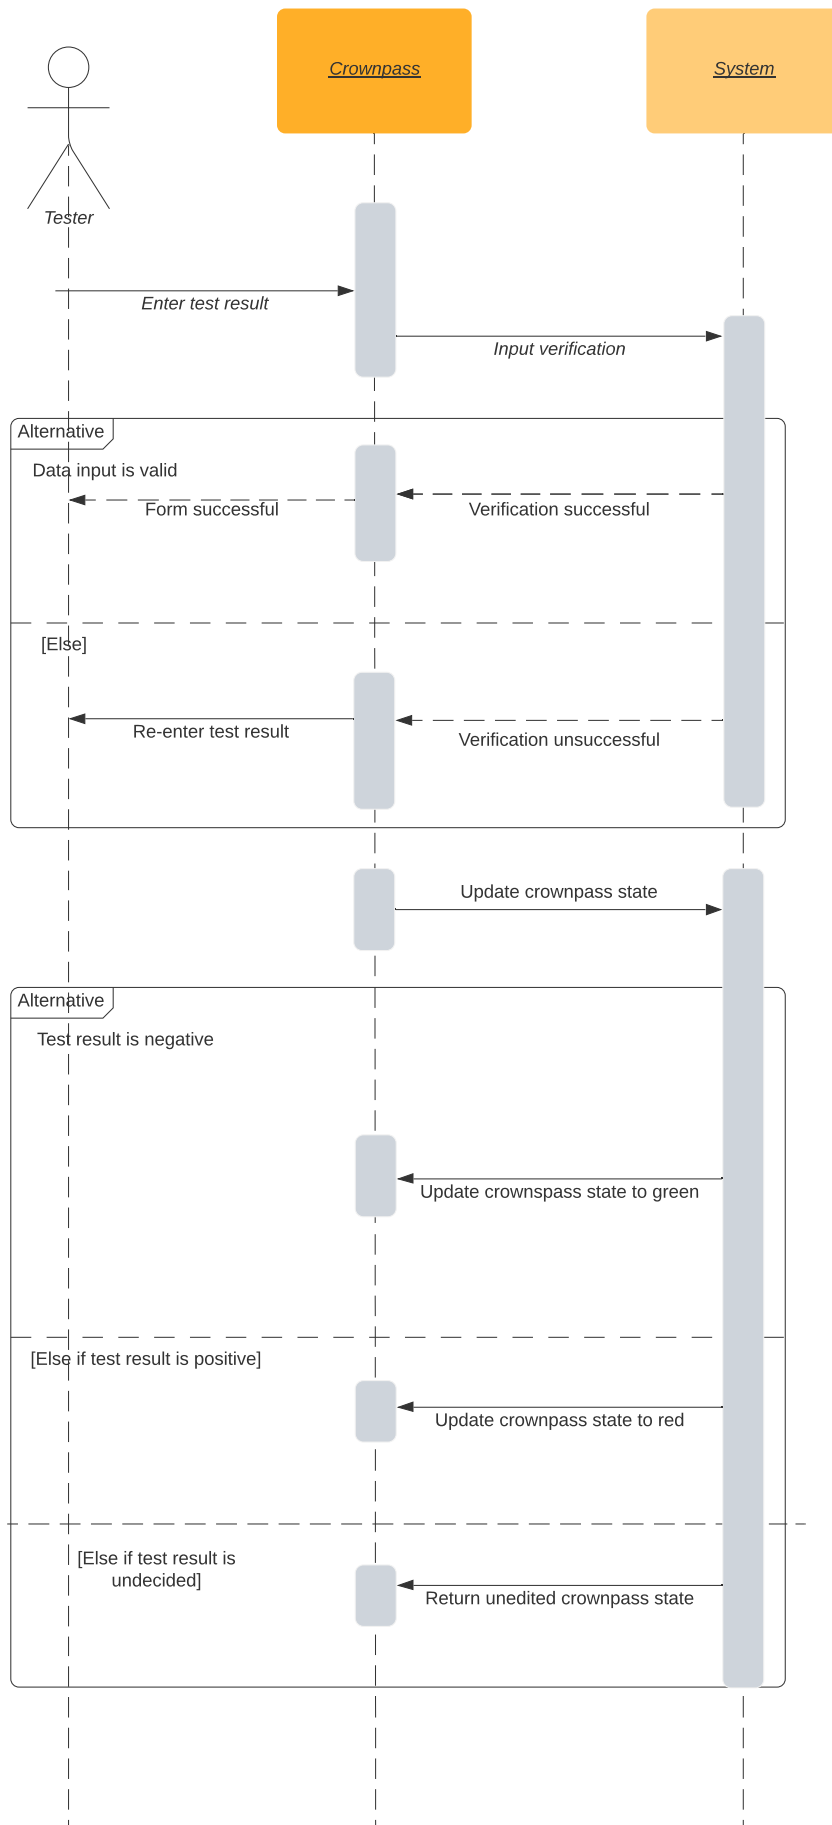 Crownpass
System
Tester
Enter test result
Input verification
Alternative
Data input is valid
Form successful
Verification successful
[Else]
Re-enter test result
Verification unsuccessful
Update crownpass state
Alternative
Test result is negative
Update crownspass state to green
[Else if test result is positive]
Update crownpass state to red
[Else if test result is
undecided]
Return unedited crownpass state